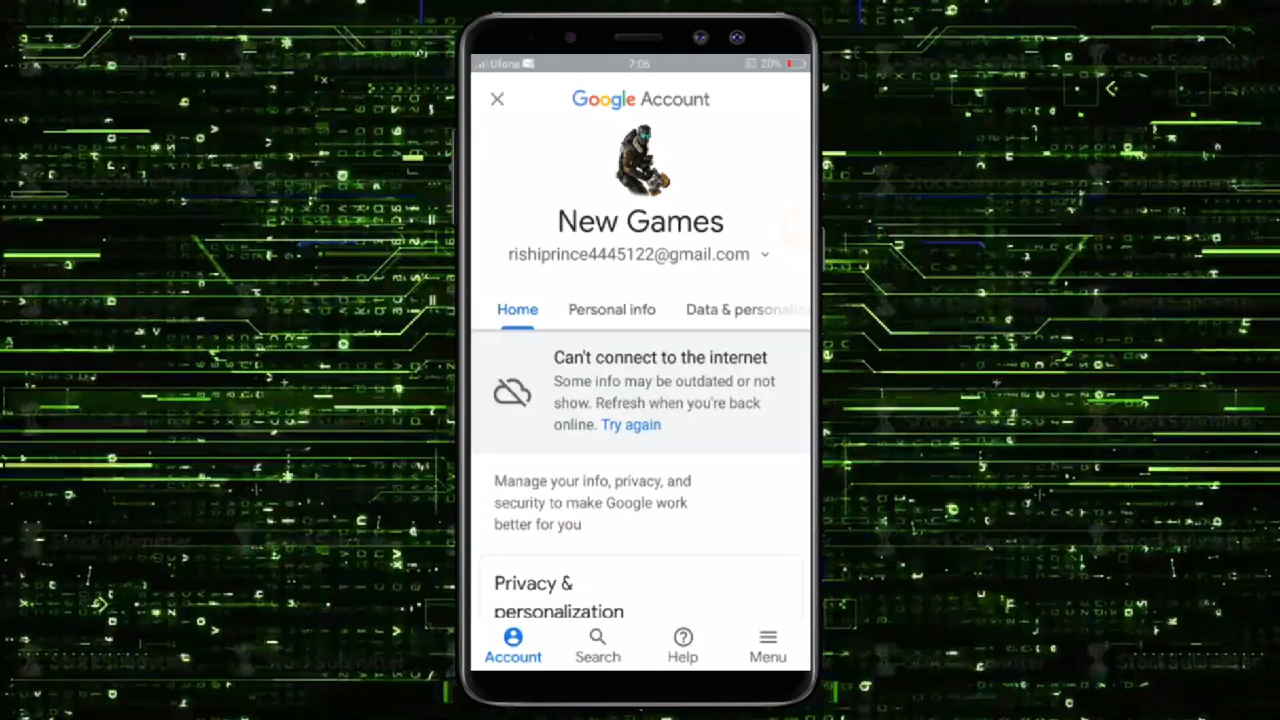 Ufone
7:06
20%
Google Account
New Games
rishiprince4445122@gmail.com
Home
Personal info
Data & personaliz
Can't connect to the internet
Some info may be outdated or not
show. Refresh when you're back
online. Try again
Manage your info, privacy, and
security to make Google work
better for you
Privacy &
personalization
Account
Search
Help
Menu
StockSubmitter